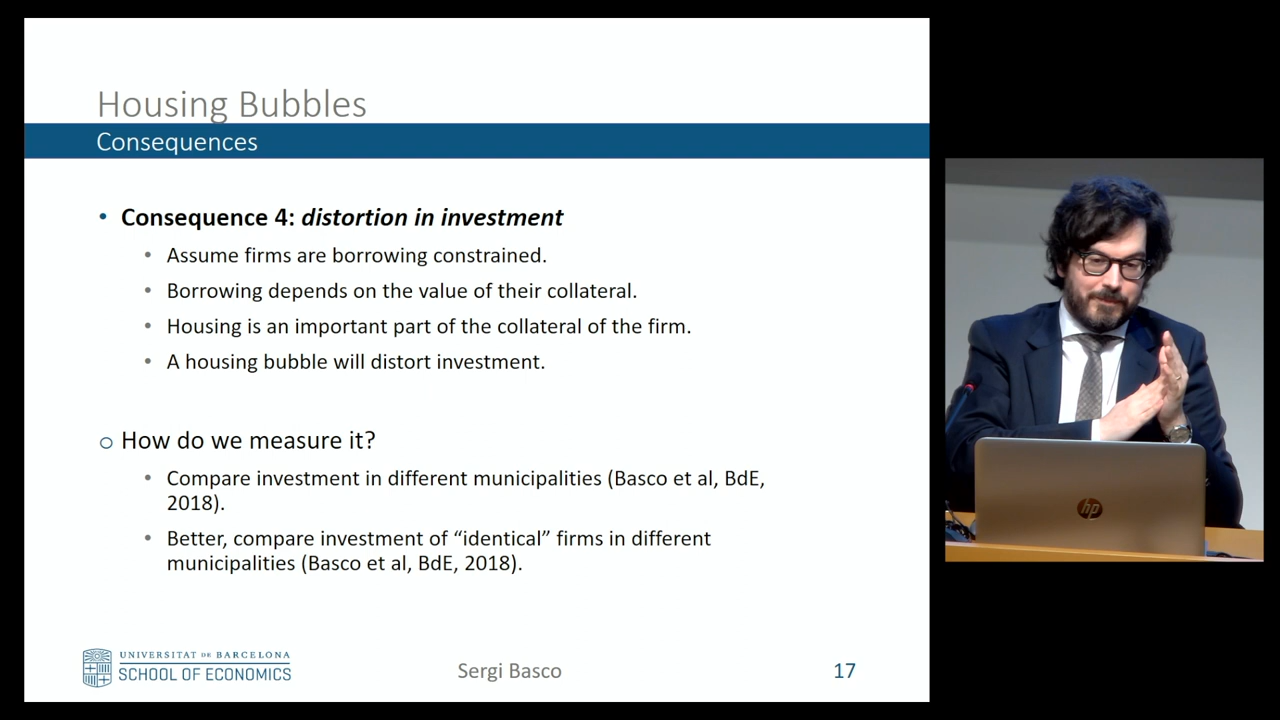 Housing Bubbles
Consequences
• Consequence 4: distortion in investment
• Assume firms are borrowing constrained.
• Borrowing depends on the value of their collateral.
• Housing is an important part of the collateral of the firm.
• A housing bubble will distort investment.
o How do we measure it?
• Compare investment in different municipalities (Basco et al, BdE,
2018).
• Better, compare investment of “identical” firms in different
municipalities (Basco et al, BdE, 2018).
UNIVERSITAT DE BARCELONA
SCHOOL OF ECONOMICS
Sergi Basco
17
hp